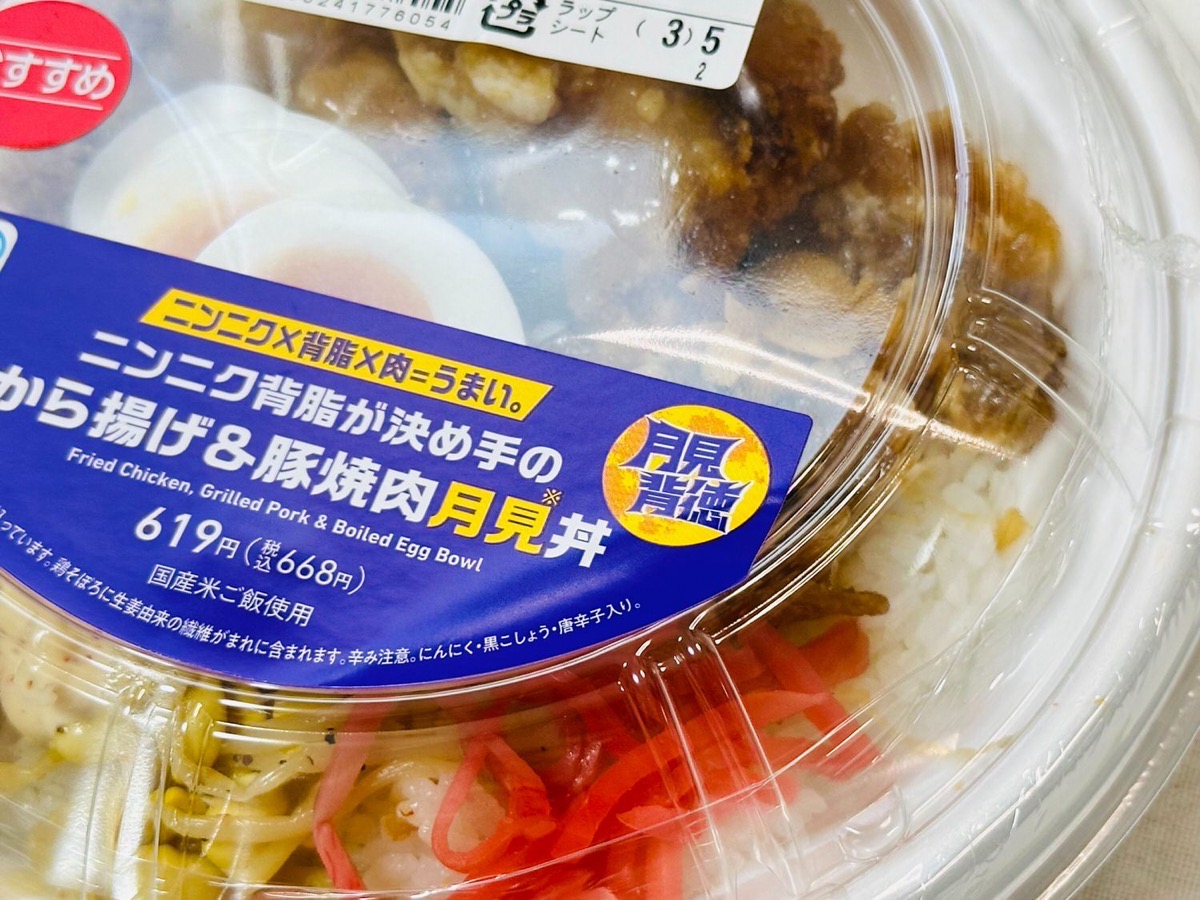 0241776054
プラ
ラップ
シート
(3)5
2
すすめ
ニンニク×背脂×肉=うまい。
ニンニク背脂が決め手の
から揚げ&豚焼肉月見※丼
Fried Chicken, Grilled Pork & Boiled Egg Bowl
月見
背徳
619円(税込668円)
国産米ご飯使用
っています。鶏そぼろに生姜由来の繊維がまれに含まれます。辛み注意。にんにく・黒こしょう・唐辛子入り。